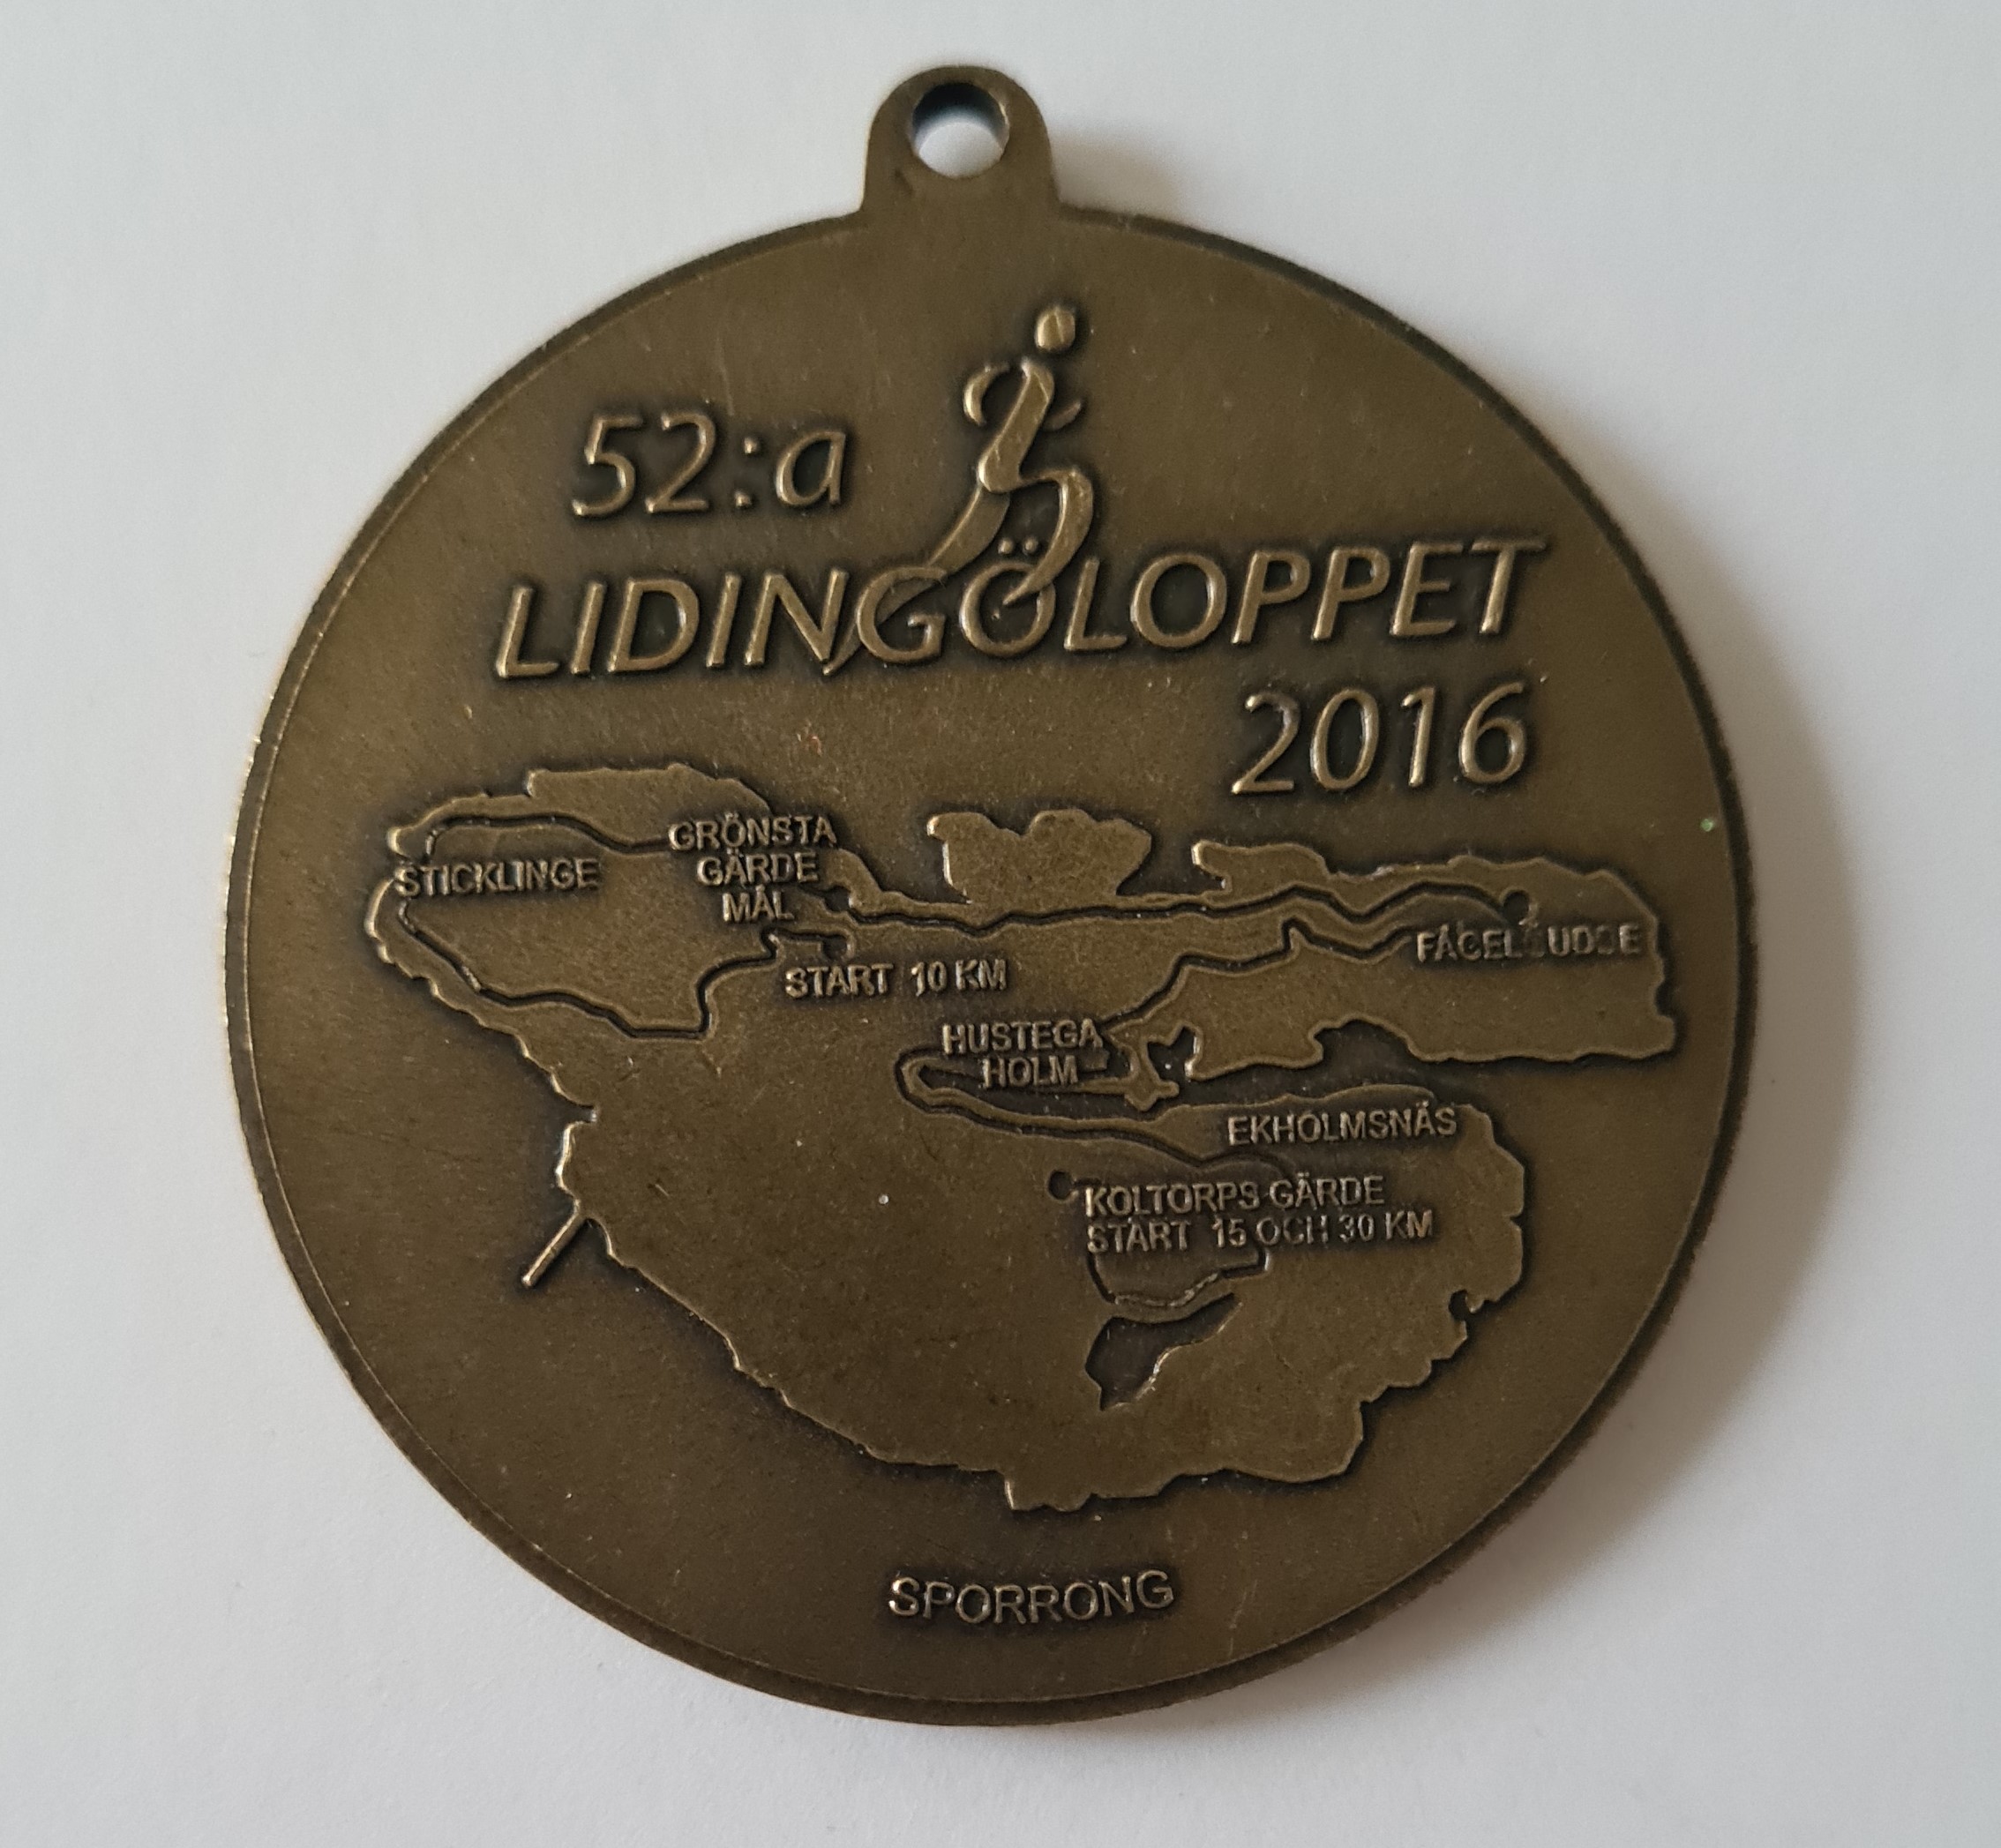 52:a
LIDINGÖLOPPET
2016
GRÖNSTA
GÄRDE
MÅL
STICKLINGE
START 10 KM
HUSTEGA
HOLM
EKHOLMSNÄS
KOLTORPS GÄRDE
START 15 OCH 30 KM
SPORRONG